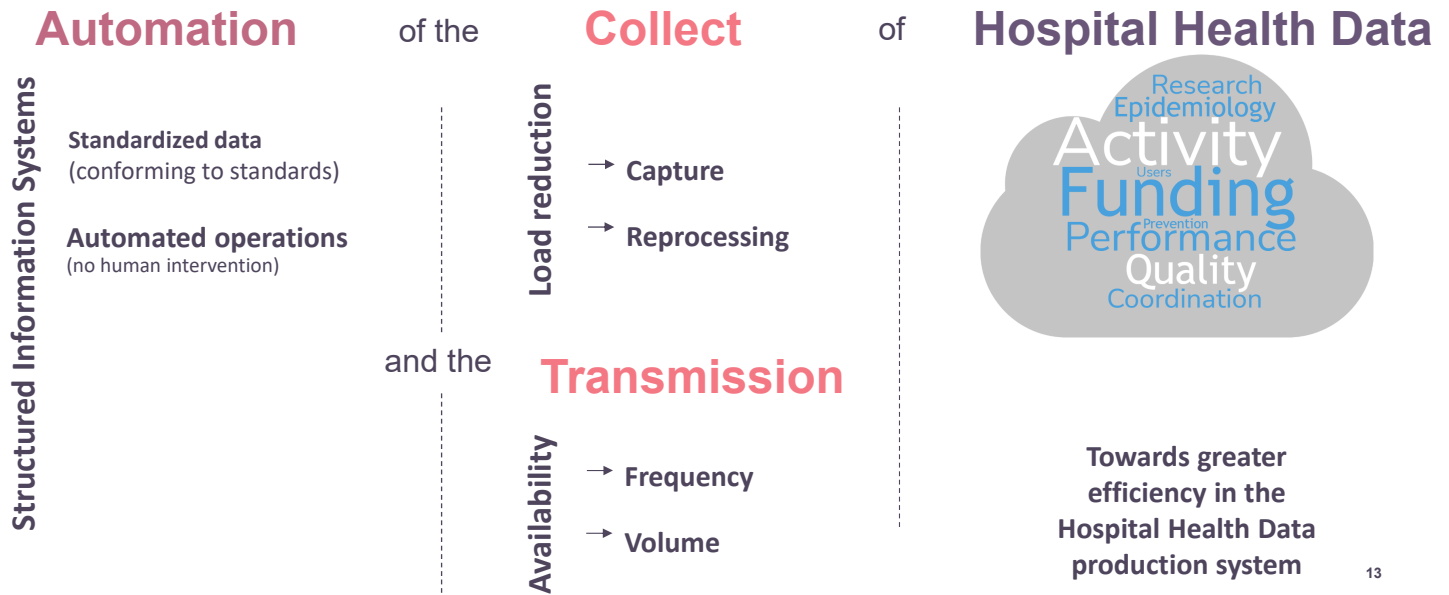 Automation of the Collect of Hospital Health Data
Structured Information Systems
Standardized data
(conforming to standards)
Automated operations
(no human intervention)
Load reduction
→ Capture
→ Reprocessing
and the Transmission
Availability
→ Frequency
→ Volume
Research
Epidemiology
Activity
Users
Funding
Prevention
Performance
Quality
Coordination
Towards greater
efficiency in the
Hospital Health Data
production system
13